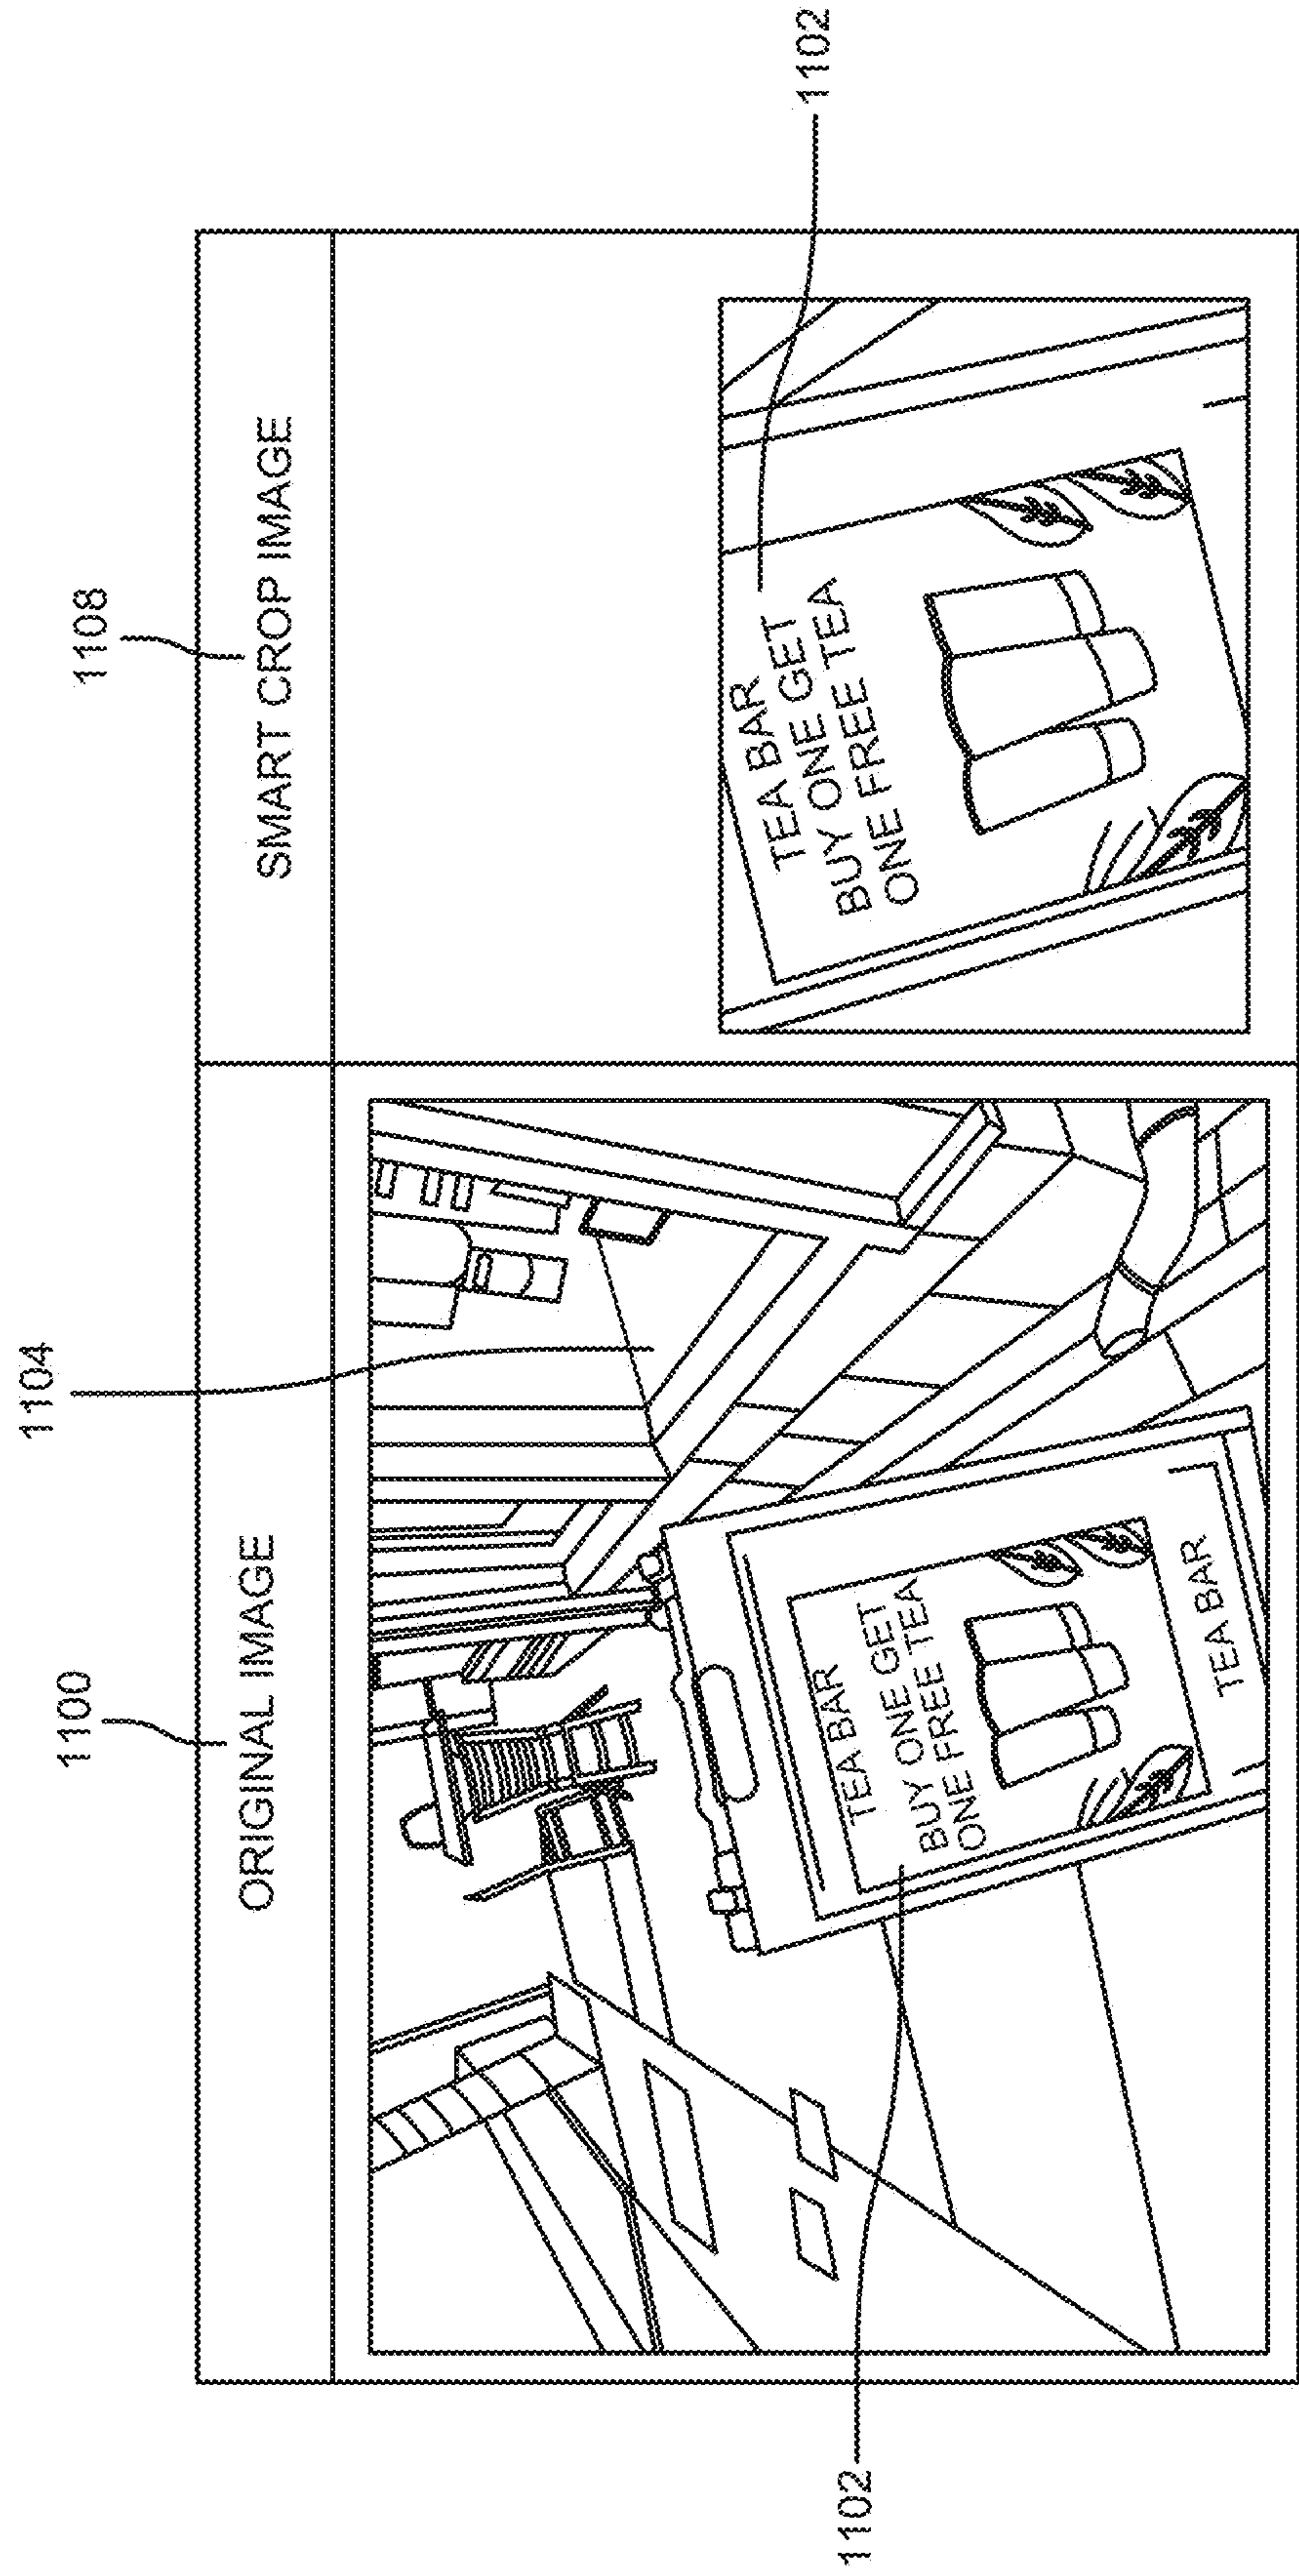 1104
1100
1108
ORIGINAL IMAGE
SMART CROP IMAGE
TEA BAR
BUY ONE GET
ONE FREE TEA
TEA BAR
1102
TEA BAR
BUY ONE GET
ONE FREE TEA
1102